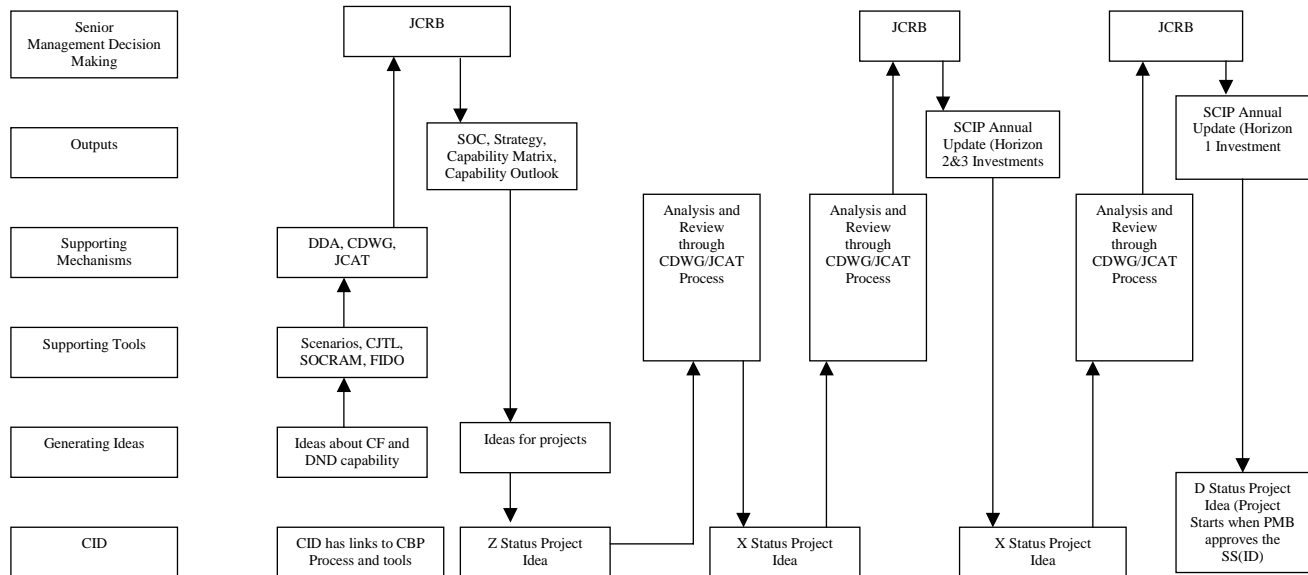 Senior
Management Decision
Making
JCRB
JCRB
JCRB
Outputs
SOC, Strategy,
Capability Matrix,
Capability Outlook
SCIP Annual
Update (Horizon
2&3 Investments
SCIP Annual
Update (Horizon
1 Investment
Supporting
Mechanisms
DDA, CDWG,
JCAT
Analysis and
Review
through
CDWG/JCAT
Process
Analysis and
Review
through
CDWG/JCAT
Process
Analysis and
Review
through
CDWG/JCAT
Process
Supporting Tools
Scenarios, CJTL,
SOCRAM, FIDO
Generating Ideas
Ideas about CF and
DND capability
Ideas for projects
CID
CID has links to CBP
Process and tools
Z Status Project
Idea
X Status Project
Idea
X Status Project
Idea
D Status Project
Idea (Project
Starts when PMB
approves the
SS(ID)